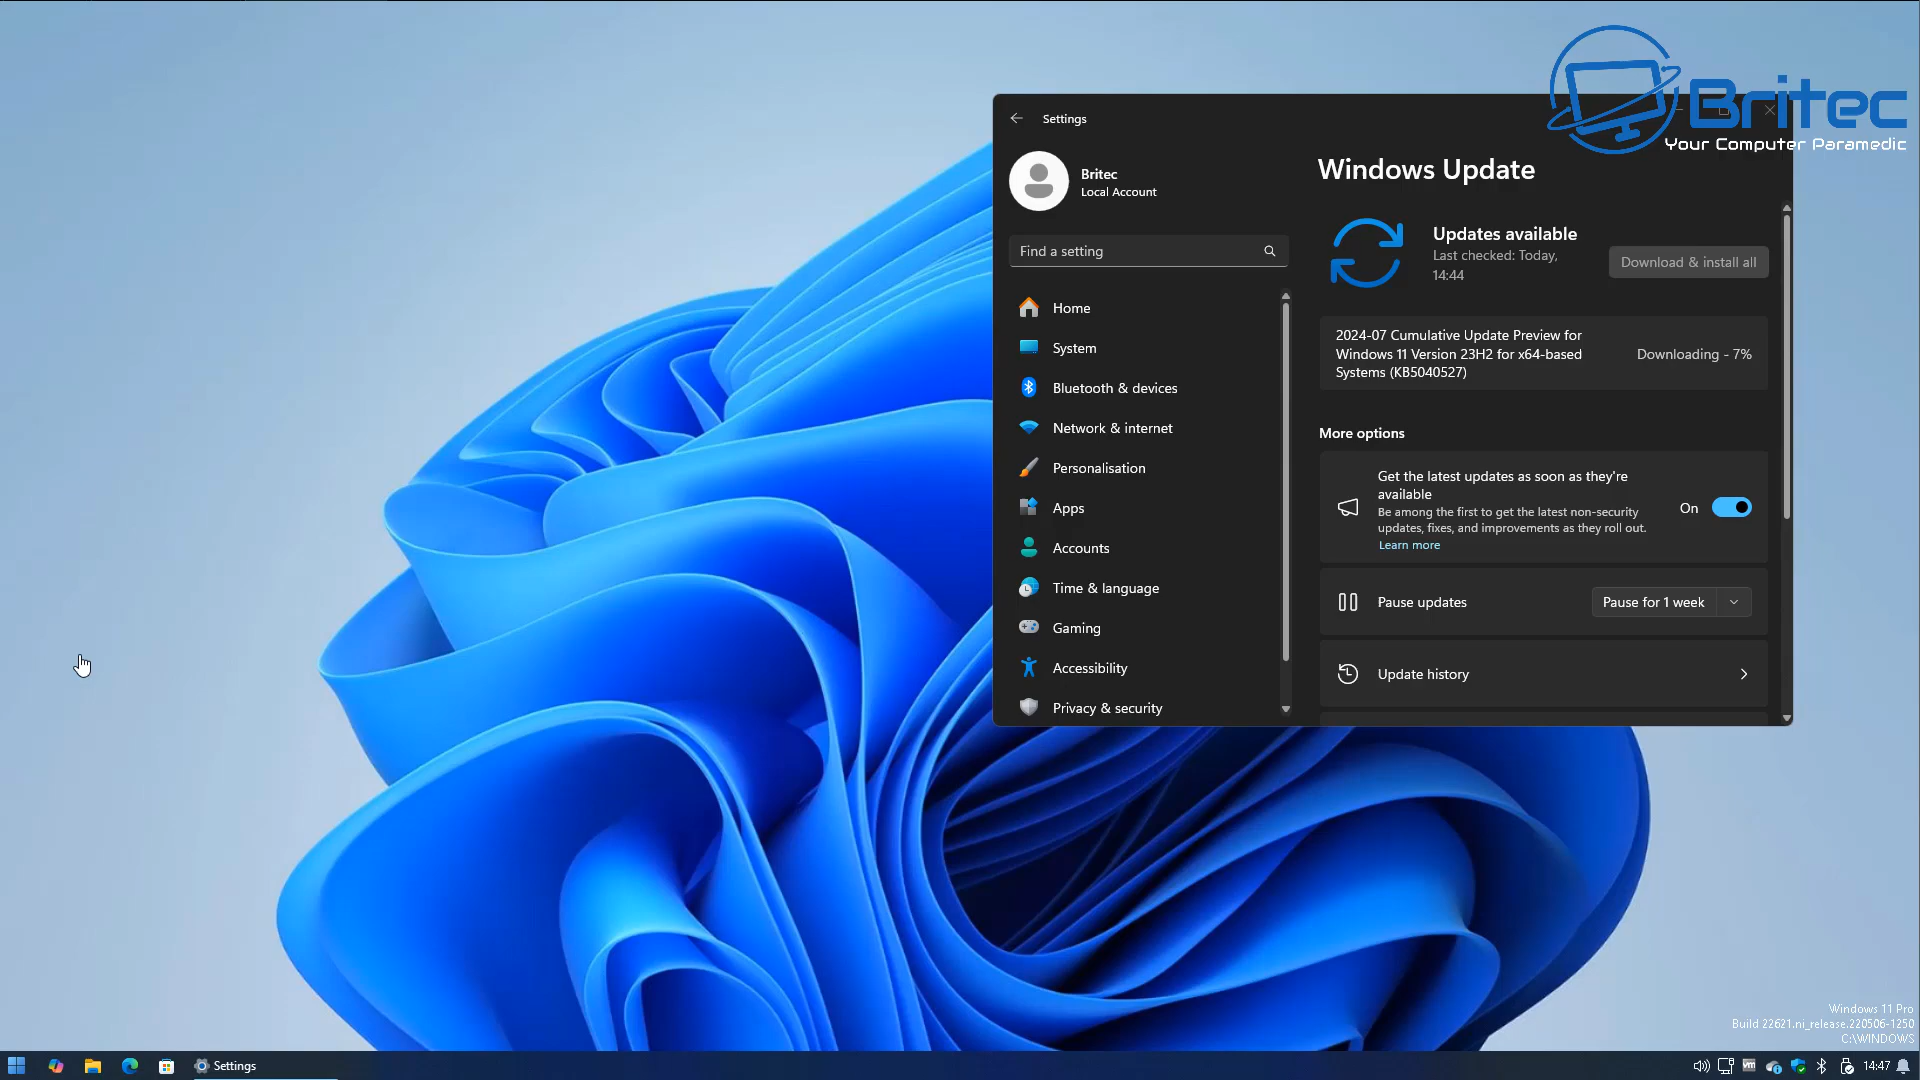 Britec
Your Computer Paramedic
Settings
Britec
Local Account
Find a setting
Home
System
Bluetooth & devices
Network & internet
Personalisation
Apps
Accounts
Time & language
Gaming
Accessibility
Privacy & security
Windows Update
Updates available
Last checked: Today,
14:44
Download & install all
2024-07 Cumulative Update Preview for
Windows 11 Version 23H2 for x64-based
Systems (KB5040527)
Downloading - 7%
More options
Get the latest updates as soon as they're
available
Be among the first to get the latest non-security
updates, fixes, and improvements as they roll out.
Learn more
On
Pause updates
Pause for 1 week
Update history
Windows 11 Pro
Build 22621.ni_release.220506-1250
C:\WINDOWS
Settings
vm
14:47